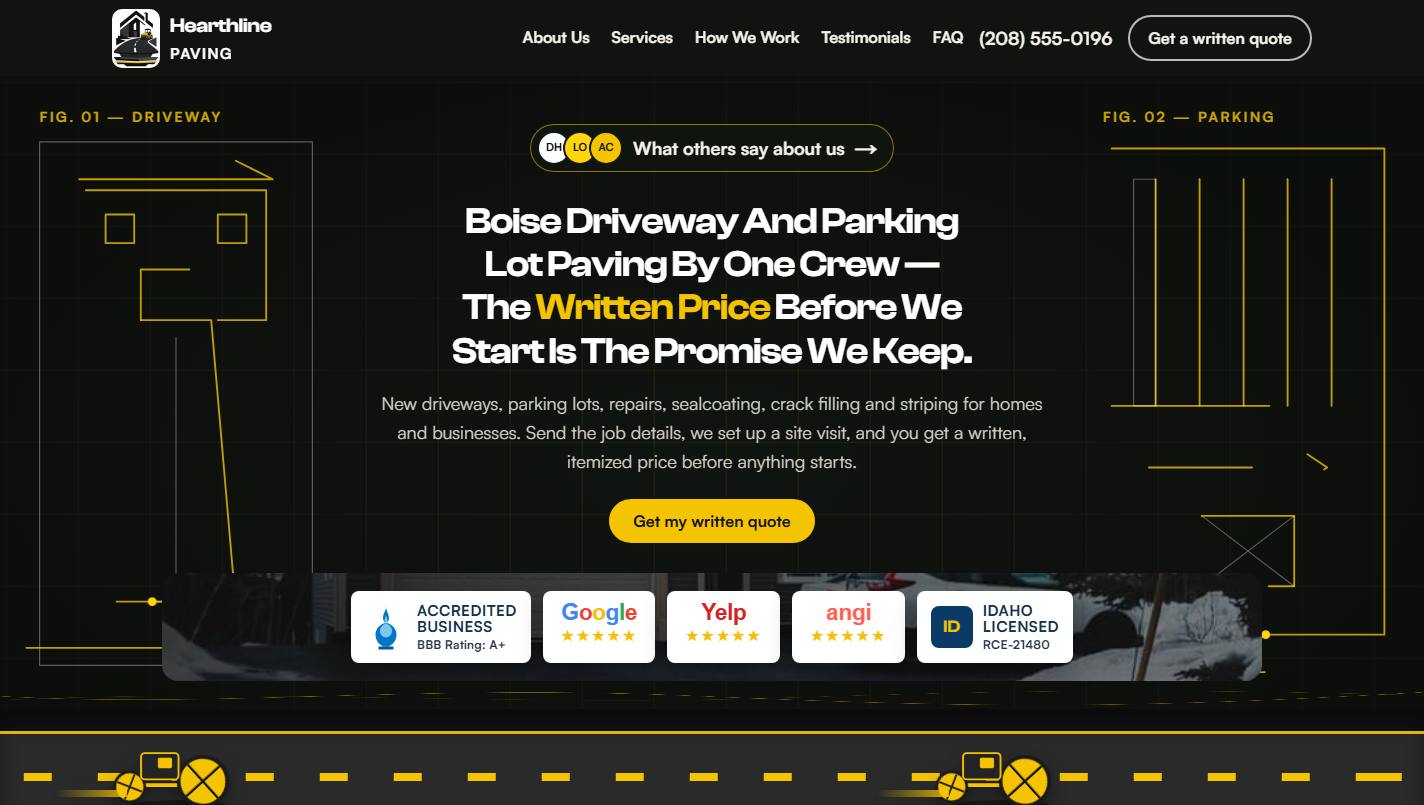 Hearthline
PAVING
About Us
Services
How We Work
Testimonials
FAQ
(208) 555-0196
Get a written quote
FIG. 01 — DRIVEWAY
FIG. 02 — PARKING
DH
LO
AC
What others say about us →
Boise Driveway And Parking
Lot Paving By One Crew —
The Written Price Before We
Start Is The Promise We Keep.
New driveways, parking lots, repairs, sealcoating, crack filling and striping for homes
and businesses. Send the job details, we set up a site visit, and you get a written,
itemized price before anything starts.
Get my written quote
ACCREDITED
BUSINESS
BBB Rating: A+
Google
★★★★★
Yelp
★★★★★
angi
★★★★★
ID
IDAHO
LICENSED
RCE-21480